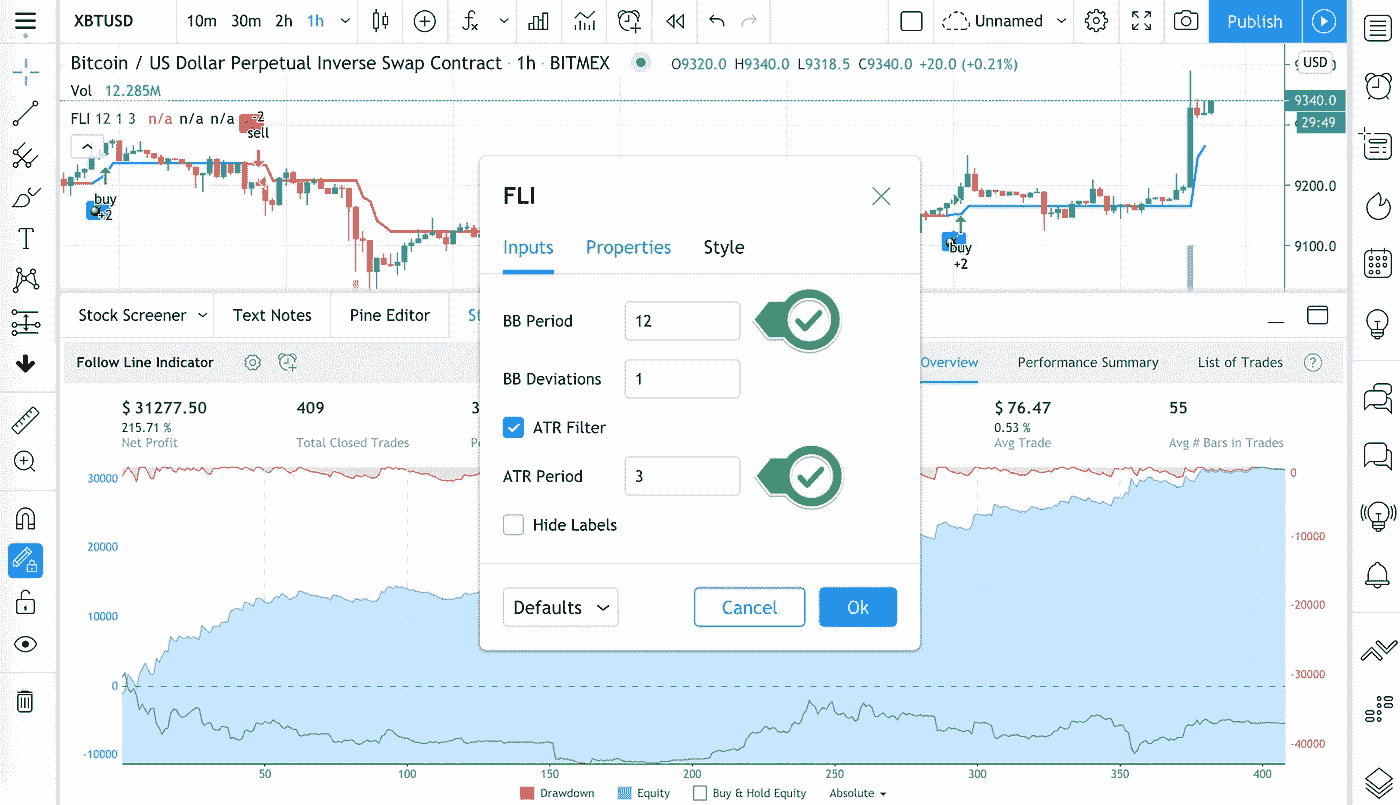 XBTUSD 10m 30m 2h 1h Unnamed Publish
Bitcoin / US Dollar Perpetual Inverse Swap Contract · 1h · BITMEX O9320.0 H9340.0 L9318.5 C9340.0 +20.0 (+0.21%) USD
Vol 12.285M
9340.0
FLI 12 1 3 n/a n/a n/a
-2
sell
29:49
buy
+2
9200.0
buy
+2
9100.0
FLI
Inputs Properties Style
BB Period 12
BB Deviations 1
ATR Filter
ATR Period 3
Hide Labels
Defaults Cancel Ok
Stock Screener Text Notes Pine Editor
Follow Line Indicator Overview Performance Summary List of Trades ?
$ 31277.50 409 $ 76.47 55
215.71 % 0.53 %
Net Profit Total Closed Trades Avg Trade Avg # Bars in Trades
30000 0
20000 -10000
10000 -20000
0 -30000
-10000 -40000
50 100 150 200 250 300 350 400
Drawdown Equity Buy & Hold Equity Absolute